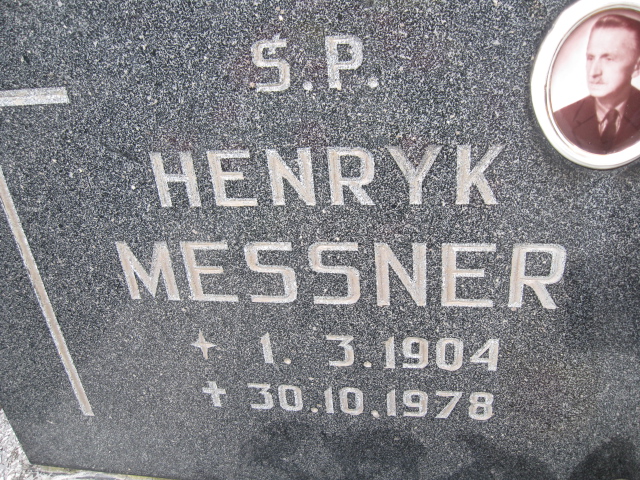 S.P.
HENRYK
MESSNER
1. 3.1904
30.10.1978